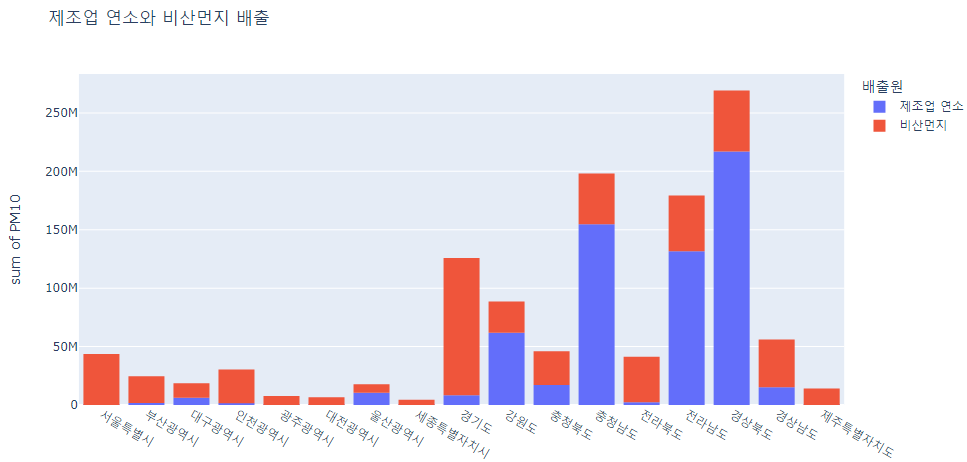 제조업 연소와 비산먼지 배출
배출원
제조업 연소
비산먼지
sum of PM10
250M
200M
150M
100M
50M
0
서울특별시
부산광역시
대구광역시
인천광역시
광주광역시
대전광역시
울산광역시
세종특별자치시
경기도
강원도
충청북도
충청남도
전라북도
전라남도
경상북도
경상남도
제주특별자치도